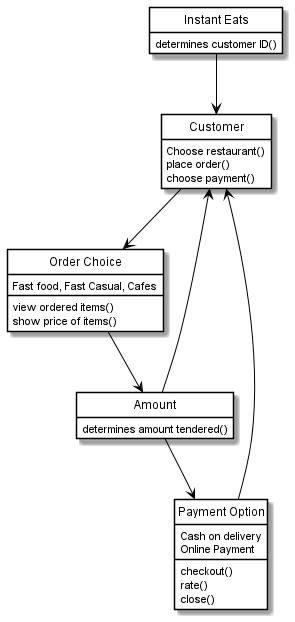 Instant Eats
determines customer ID()
Customer
Choose restaurant()
place order()
choose payment()
Order Choice
Fast food, Fast Casual, Cafes
view ordered items()
show price of items()
Amount
determines amount tendered()
Payment Option
Cash on delivery
Online Payment
checkout()
rate()
close()